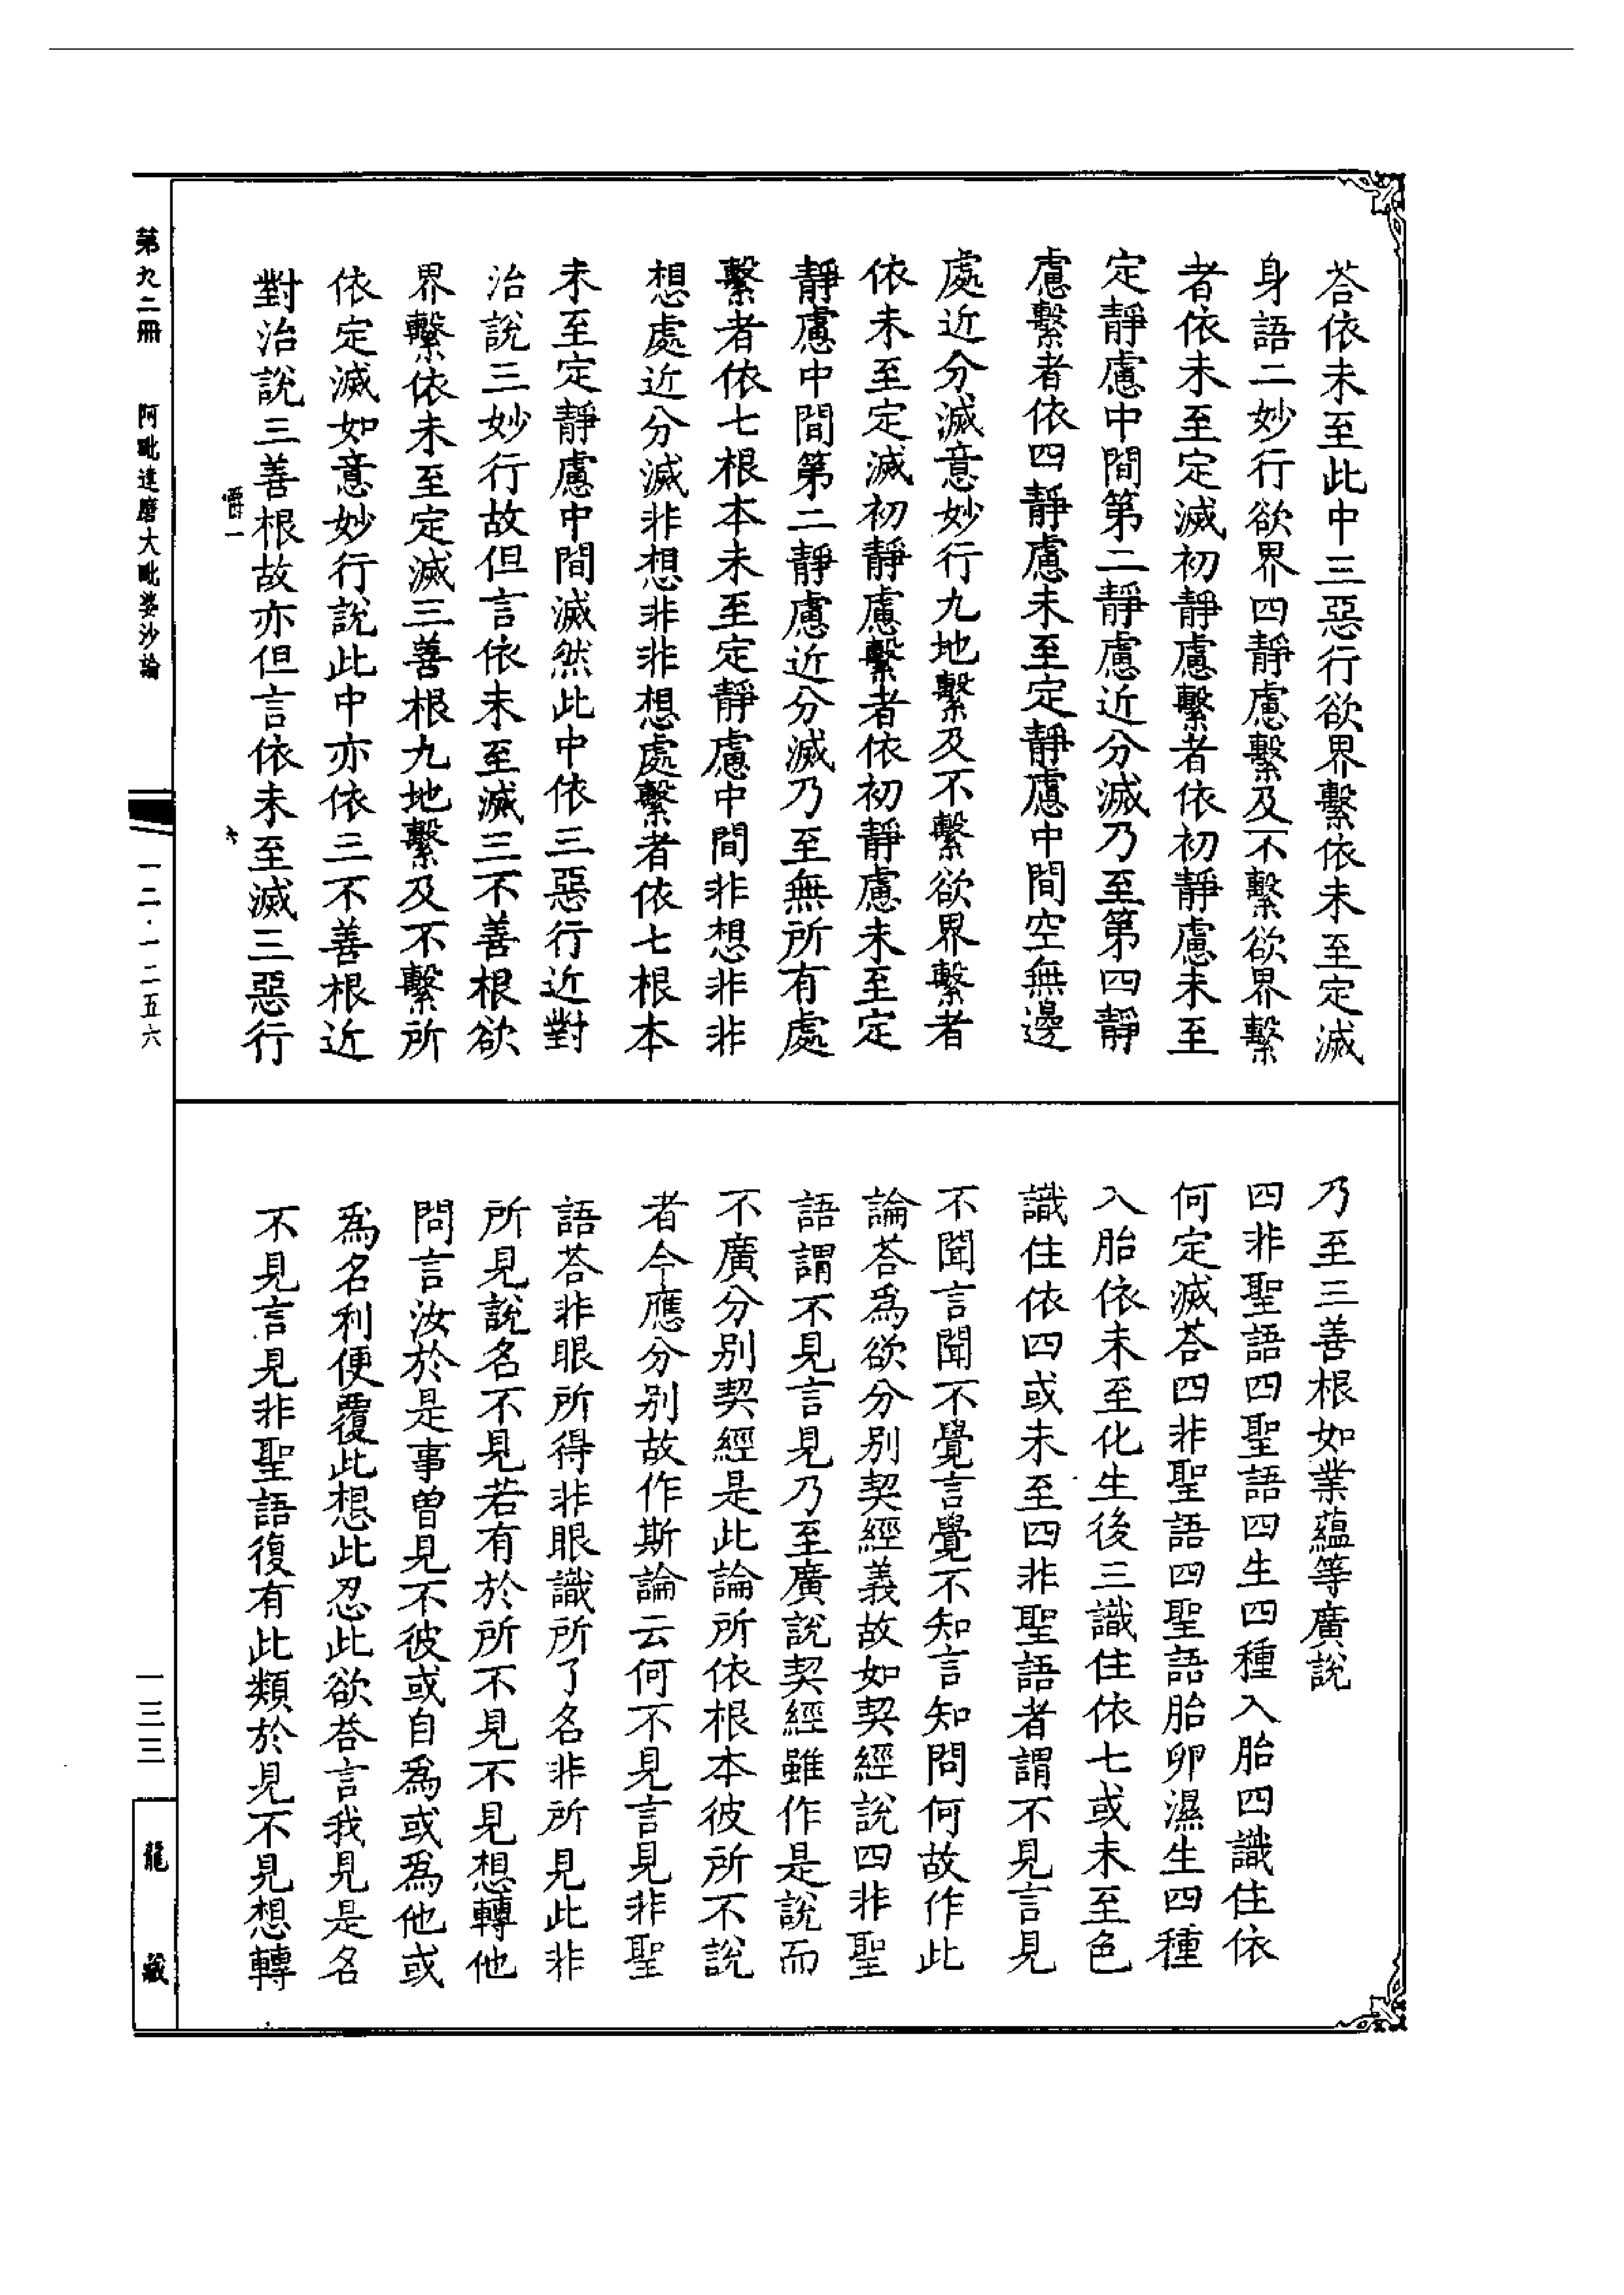 荅依未至此中三惡行欲界繫依未至定滅
身語二妙行欲界四靜慮繫及不繫欲界繫
者依未至定滅初靜慮繫者依初靜慮未至
定靜慮中間第二靜慮近分滅乃至第四靜
慮繫者依四靜慮未至定靜慮中間空無邊
處近分滅意妙行九地繫及不繫欲界繫者
依未至定滅初靜慮繫者依初靜慮未至定
靜慮中間第二靜慮近分滅乃至無所有處
繫者依七根本未至定靜慮中間非想非非
想處近分滅非想非非想處繫者依七根本
未至定靜慮中間滅然此中依三惡行近對
治說三妙行故但言依未至滅三不善根欲
界繫依未至定滅三善根九地繫及不繫所
依定滅如意妙行說此中亦依三不善根近
對治說三善根故亦但言依未至滅三惡行
爵一 六
乃至三善根如業蘊等廣說
四非聖語四聖語四生四種入胎四識住依
何定滅荅四非聖語四聖語胎卵濕生四種
入胎依未至化生後三識住依七或未至色
識住依四或未至四非聖語者謂不見言見
不聞言聞不覺言覺不知言知問何故作此
論荅為欲分別契經義故如契經說四非聖
語謂不見言見乃至廣說契經雖作是說而
不廣分別契經是此論所依根本彼所不說
者今應分別故作斯論云何不見言見非聖
語荅非眼所得非眼識所了名非所見此非
所見說名不見若有於所不見不見想轉他
問言汝於是事曽見不彼或自為或為他或
為名利便覆此想此忍此欲荅言我見是名
不見言見非聖語復有此類於見不見想轉
第九二冊 阿毗達磨大毗婆沙論 一二·一二五六 一三三 龍藏